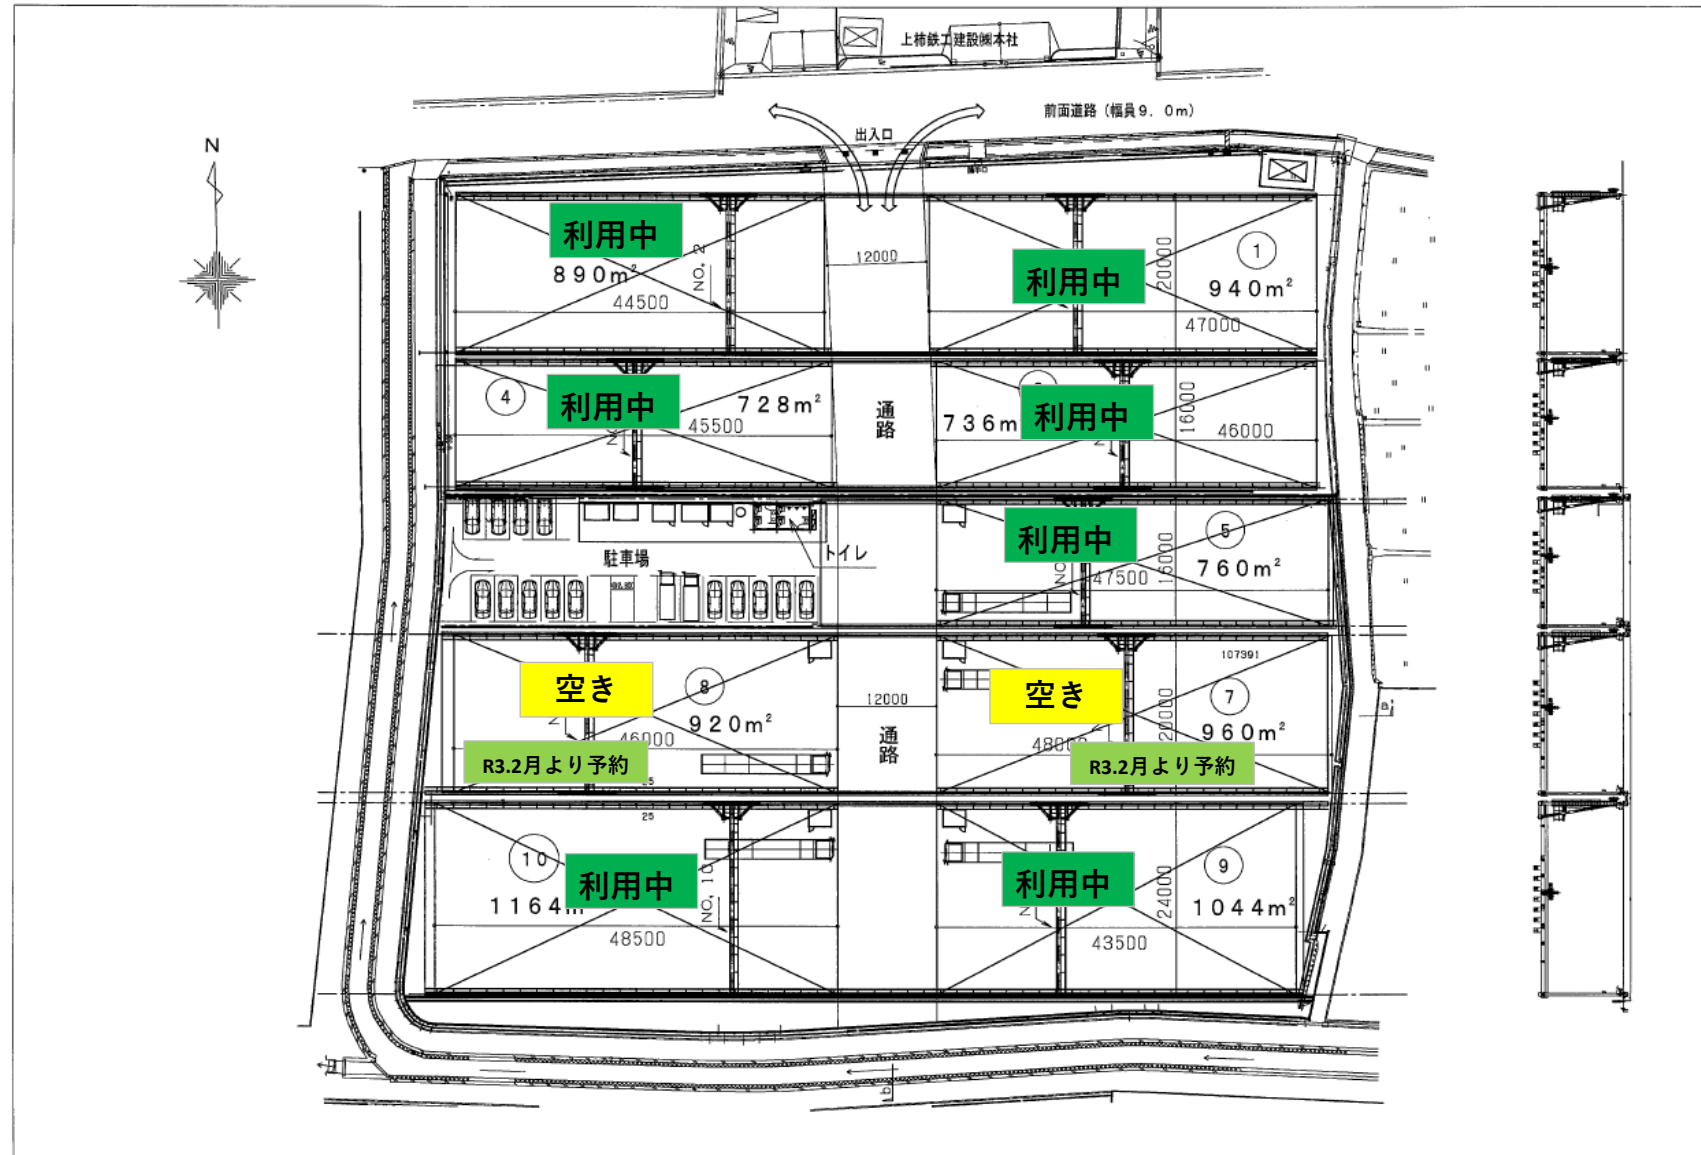 上柿鉄工建設㈱本社
前面道路（幅員９．０ｍ）
出入口
N
利用中
890m²
44500
NO. 2
12000
利用中
1
940m²
20000
47000
4
利用中
728m²
45500
通路
736m
利用中
16000
46000
駐車場
トイレ
利用中
5
760m²
47500
16000
空き
8
920m²
46000
R3.2月より予約
25
12000
通路
空き
107391
7
960m²
20000
48000
R3.2月より予約
a
25
10
利用中
1164m
NO. 10
48500
利用中
9
1044m²
24000
43500
b